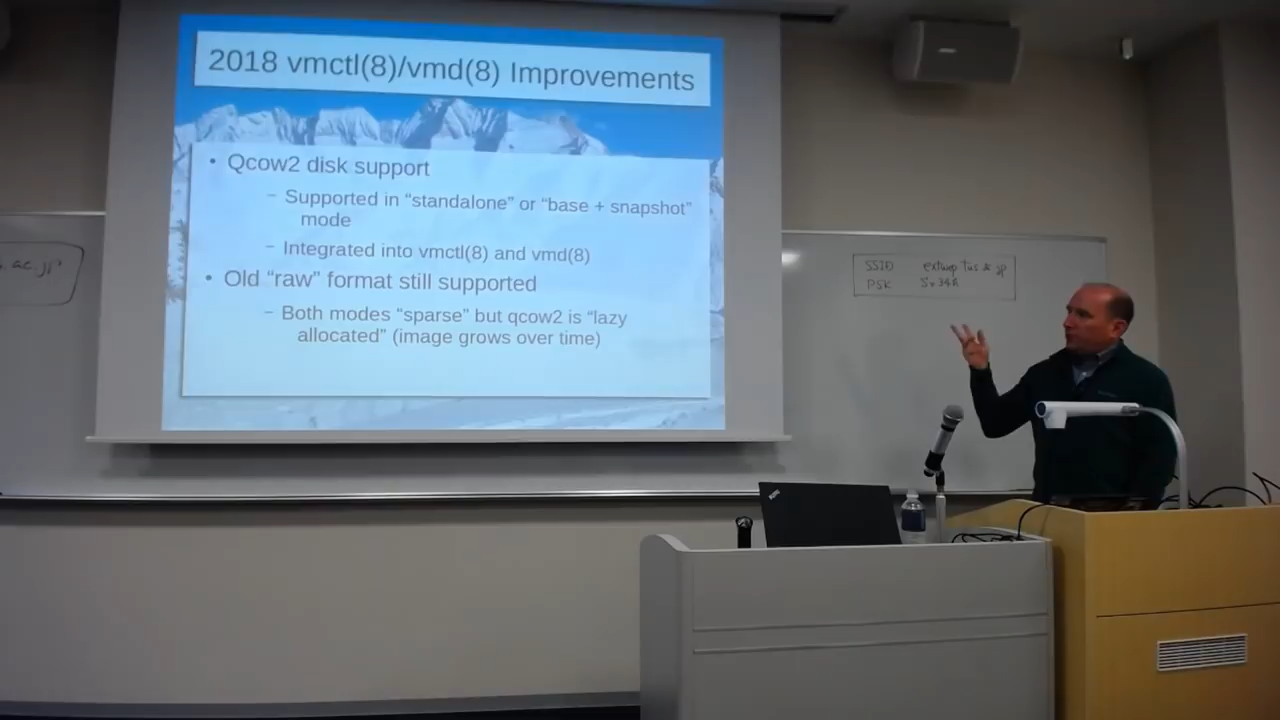 2018 vmctl(8)/vmd(8) Improvements
• Qcow2 disk support
– Supported in “standalone” or “base + snapshot”
mode
– Integrated into vmctl(8) and vmd(8)
• Old “raw” format still supported
– Both modes “sparse” but qcow2 is “lazy
allocated” (image grows over time)
ac.jp
SSID
PSK